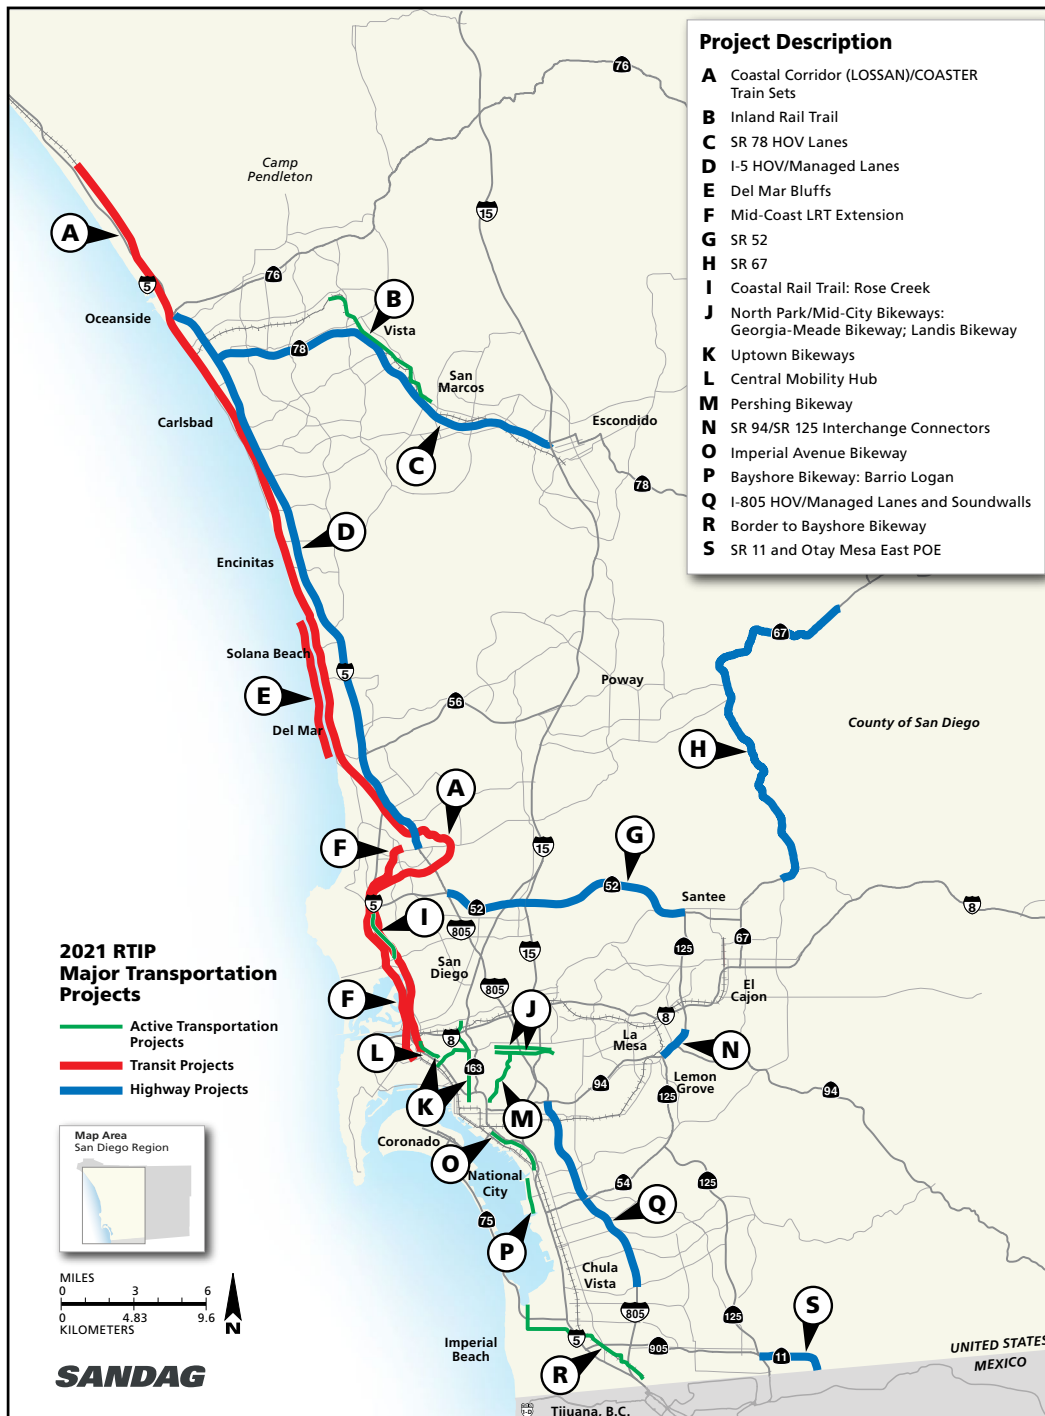 Project Description
A Coastal Corridor (LOSSAN)/COASTER
Train Sets
B Inland Rail Trail
C SR 78 HOV Lanes
D I-5 HOV/Managed Lanes
E Del Mar Bluffs
F Mid-Coast LRT Extension
G SR 52
H SR 67
I Coastal Rail Trail: Rose Creek
J North Park/Mid-City Bikeways:
Georgia-Meade Bikeway; Landis Bikeway
K Uptown Bikeways
L Central Mobility Hub
M Pershing Bikeway
N SR 94/SR 125 Interchange Connectors
O Imperial Avenue Bikeway
P Bayshore Bikeway: Barrio Logan
Q I-805 HOV/Managed Lanes and Soundwalls
R Border to Bayshore Bikeway
S SR 11 and Otay Mesa East POE
76
Camp
Pendleton
15
A
76
5
B
Oceanside
Vista
78
San
Marcos
Carlsbad
Escondido
C
78
D
Encinitas
67
Solana Beach
5
Poway
E
56
County of San Diego
Del Mar
H
A
G
F
15
52
Santee
5
52
8
I
805
67
125
15
2021 RTIP
Major Transportation
Projects
San
Diego
805
El
Cajon
F
J
8
Active Transportation
Projects
8
La
Mesa
N
L
Transit Projects
163
Lemon
Grove
94
94
Highway Projects
125
K
M
Map Area
San Diego Region
Coronado
O
National
City
54
125
Q
75
P
Chula
Vista
MILES
0 3 6
0 4.83 9.6
KILOMETERS
N
805
125
S
5
Imperial
Beach
905
11
UNITED STATES
MEXICO
R
SANDAG
1-D
Tijuana, B.C.